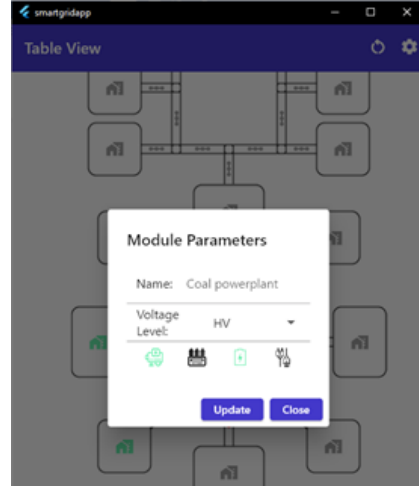 smartgridapp
Table View
Module Parameters
Name: Coal powerplant
Voltage
Level: HV
Update Close